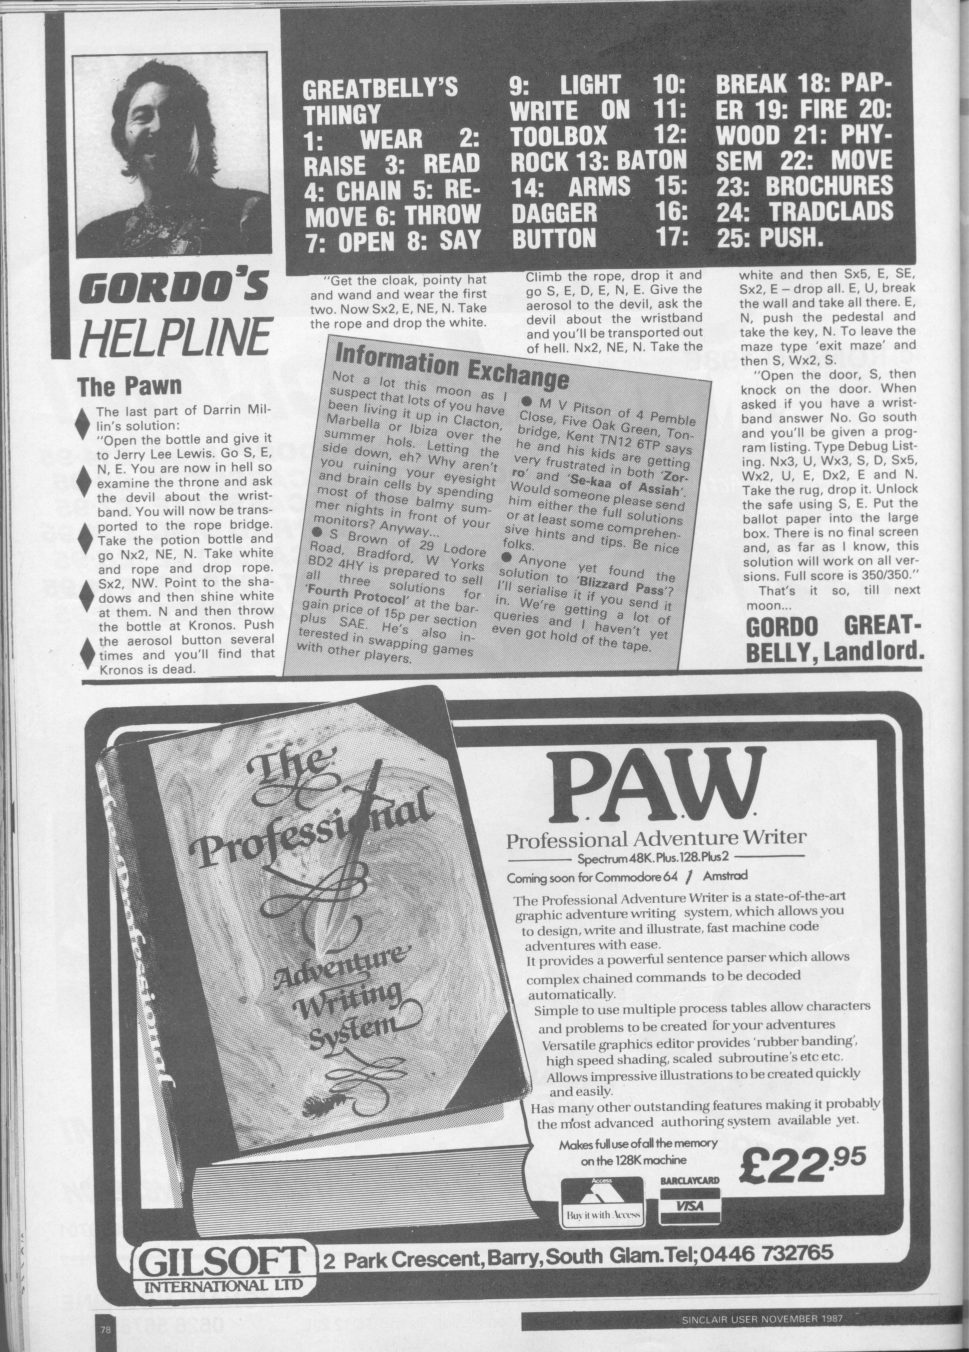 GREATBELLY'S
THINGY
1: WEAR 2:
RAISE 3: READ
4: CHAIN 5: RE-
MOVE 6: THROW
7: OPEN 8: SAY
9: LIGHT 10:
WRITE ON 11:
TOOLBOX 12:
ROCK 13: BATON
14: ARMS 15:
DAGGER 16:
BUTTON 17:
BREAK 18: PAP-
ER 19: FIRE 20:
WOOD 21: PHY-
SEM 22: MOVE
23: BROCHURES
24: TRADCLADS
25: PUSH.
GORDO'S
HELPLINE
The Pawn
The last part of Darrin Mil-
lin's solution:
"Open the bottle and give it
to Jerry Lee Lewis. Go S, E,
N, E. You are now in hell so
examine the throne and ask
the devil about the wrist-
band. You will now be trans-
ported to the rope bridge.
Take the potion bottle and
go Nx2, NE, N. Take white
and rope and drop rope.
Sx2, NW. Point to the sha-
dows and then shine white
at them. N and then throw
the bottle at Kronos. Push
the aerosol button several
times and you'll find that
Kronos is dead.
"Get the cloak, pointy hat
and wand and wear the first
two. Now Sx2, E, NE, N. Take
the rope and drop the white.
Climb the rope, drop it and
go S, E, D, E, N, E. Give the
aerosol to the devil, ask the
devil about the wristband
and you'll be transported out
of hell. Nx2, NE, N. Take the
white and then Sx5, E, SE,
Sx2, E – drop all. E, U, break
the wall and take all there. E,
N, push the pedestal and
take the key, N. To leave the
maze type 'exit maze' and
then S, Wx2, S.
"Open the door, S, then
knock on the door. When
asked if you have a wrist-
band answer No. Go south
and you'll be given a prog-
ram listing. Type Debug List-
ing. Nx3, U, Wx3, S, D, Sx5,
Wx2, U, E, Dx2, E and N.
Take the rug, drop it. Unlock
the safe using S, E. Put the
ballot paper into the large
box. There is no final screen
and, as far as I know, this
solution will work on all ver-
sions. Full score is 350/350."
That's it so, till next
moon...
GORDO GREAT-
BELLY, Landlord.
Information Exchange
Not a lot this moon as I
suspect that lots of you have
been living it up in Clacton,
Marbella or Ibiza over the
summer hols. Letting the
side down, eh? Why aren't
you ruining your eyesight
and brain cells by spending
most of those balmy sum-
mer nights in front of your
monitors? Anyway...
● S Brown of 29 Lodore
Road, Bradford, W Yorks
BD2 4HY is prepared to sell
all three solutions for
'Fourth Protocol' at the bar-
gain price of 15p per section
plus SAE. He's also in-
terested in swapping games
with other players.
● M V Pitson of 4 Pemble
Close, Five Oak Green, Ton-
bridge, Kent TN12 6TP says
he and his kids are getting
very frustrated in both 'Zor-
ro' and 'Se-kaa of Assiah'.
Would someone please send
him either the full solutions
or at least some comprehen-
sive hints and tips. Be nice
folks.
● Anyone yet found the
solution to 'Blizzard Pass'?
I'll serialise it if you send it
in. We're getting a lot of
queries and I haven't yet
even got hold of the tape.
The
Professional
Adventure
Writing
System
P.A.W.
Professional Adventure Writer
Spectrum 48K.Plus.128.Plus2
Coming soon for Commodore 64 / Amstrad
The Professional Adventure Writer is a state-of-the-art
graphic adventure writing system, which allows you
to design, write and illustrate, fast machine code
adventures with ease.
It provides a powerful sentence parser which allows
complex chained commands to be decoded
automatically.
Simple to use multiple process tables allow characters
and problems to be created for your adventures
Versatile graphics editor provides 'rubber banding',
high speed shading, scaled subroutine's etc etc.
Allows impressive illustrations to be created quickly
and easily.
Has many other outstanding features making it probably
the most advanced authoring system available yet.
Makes full use of all the memory
on the 128K machine
£22.95
Access
Buy it with Access
BARCLAYCARD
VISA
GILSOFT
INTERNATIONAL LTD
2 Park Crescent, Barry, South Glam. Tel; 0446 732765
78
SINCLAIR USER NOVEMBER 1987